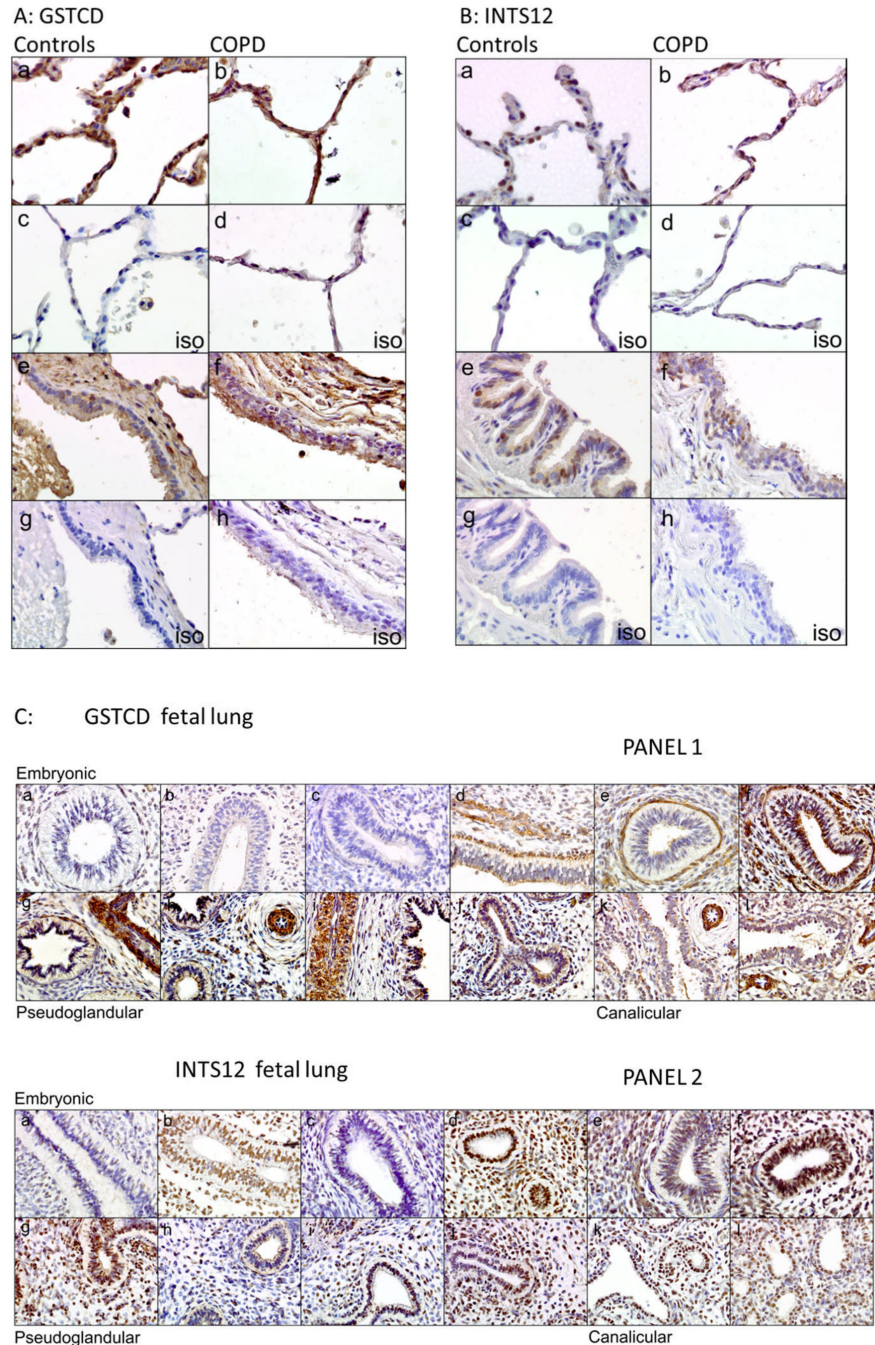 A: GSTCD
Controls COPD
a b
c d
iso iso
e f
g h
iso iso
B: INTS12
Controls COPD
a b
c d
iso iso
e f
g h
iso iso
C: GSTCD fetal lung
PANEL 1
Embryonic
a b c d e f
g h i j k l
Pseudoglandular Canalicular
INTS12 fetal lung PANEL 2
Embryonic
a b c d e f
g h i j k l
Pseudoglandular Canalicular